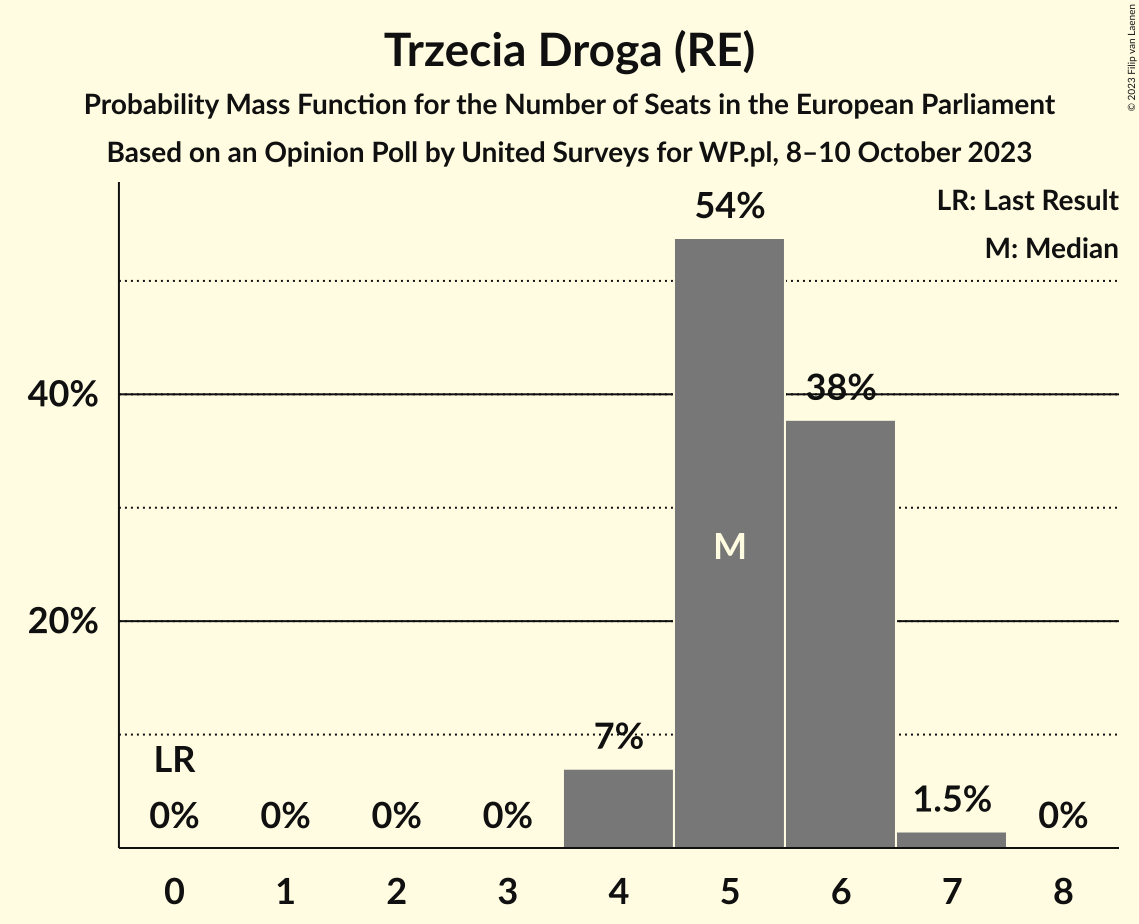 Trzecia Droga (RE)
Probability Mass Function for the Number of Seats in the European Parliament
Based on an Opinion Poll by United Surveys for WP.pl, 8–10 October 2023
© 2023 Filip van Laenen
LR: Last Result
M: Median
54%
40%
38%
M
20%
7%
LR
1.5%
0%
0%
0%
0%
0%
0
1
2
3
4
5
6
7
8